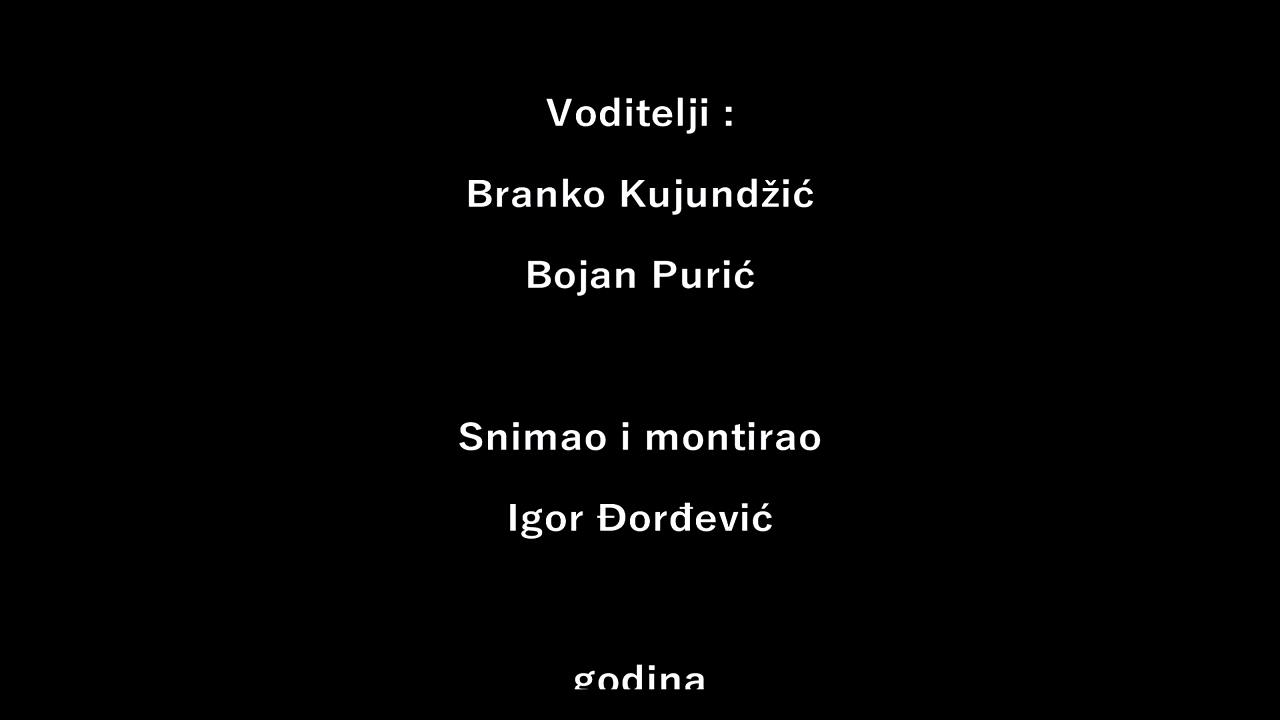 Voditelji :
Branko Kujundžić
Bojan Purić
Snimao i montirao
Igor Đorđević
godina